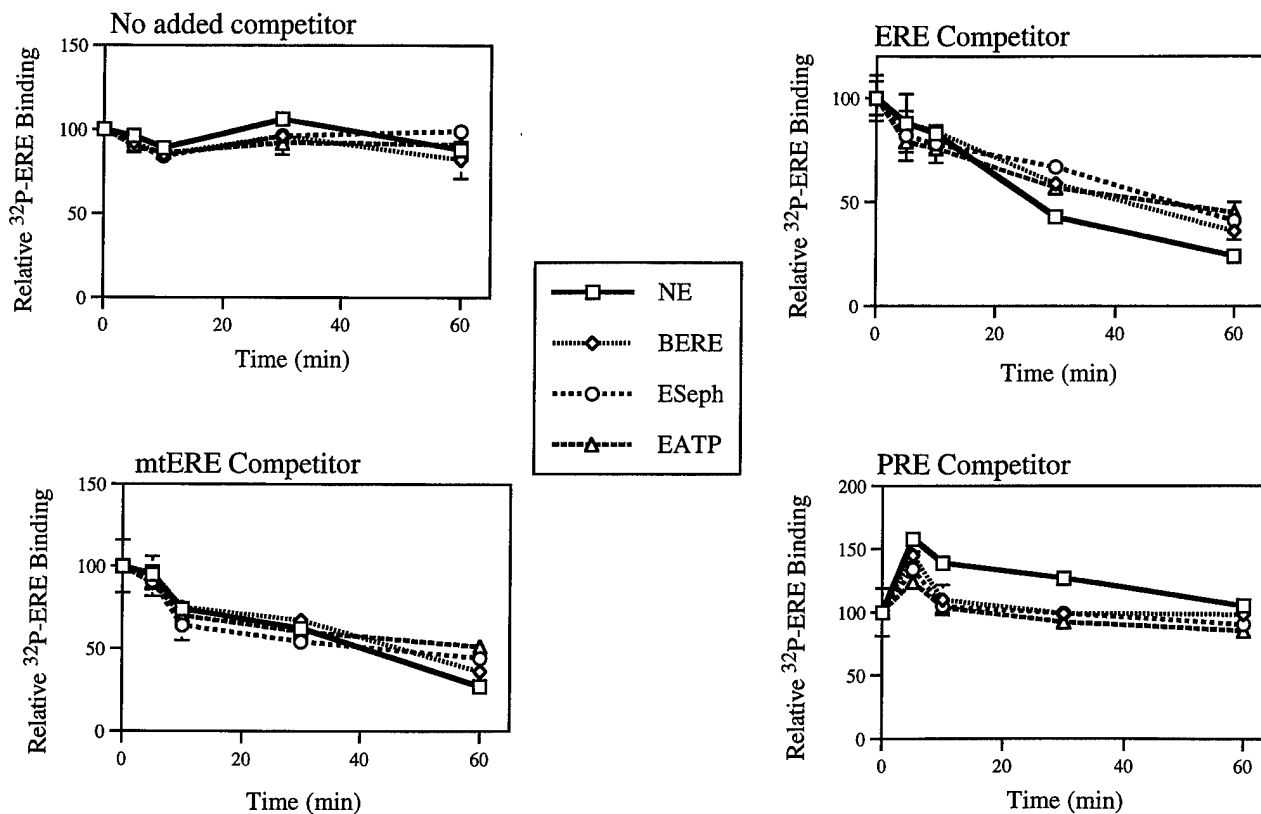 No added competitor
150
100
50
0
Relative ³²P-ERE Binding
0 20 40 60
Time (min)
ERE Competitor
100
50
0
Relative ³²P-ERE Binding
0 20 40 60
Time (min)
NE
BERE
ESeph
EATP
mtERE Competitor
150
100
50
0
Relative ³²P-ERE Binding
0 20 40 60
Time (min)
PRE Competitor
200
150
100
50
0
Relative ³²P-ERE Binding
0 20 40 60
Time (min)